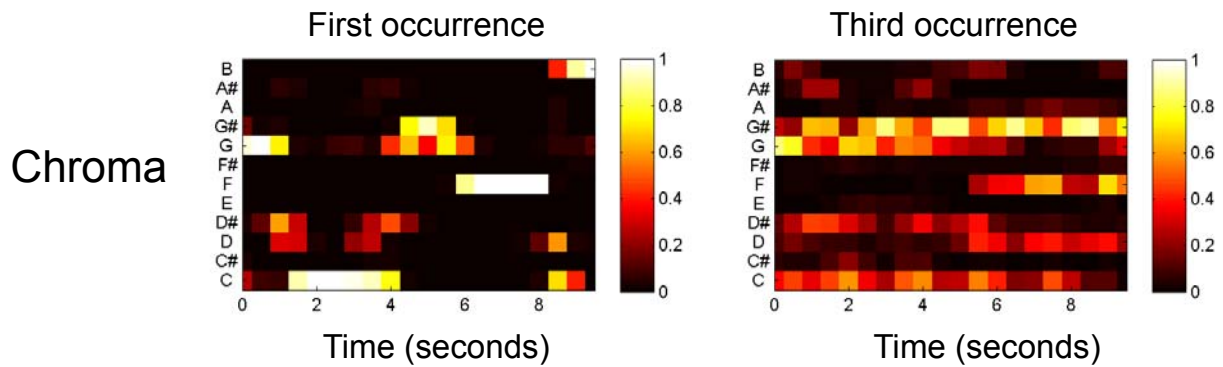 First occurrence
Third occurrence
Chroma
B
A#
A
G#
G
F#
F
E
D#
D
C#
C
0 2 4 6 8
1
0.8
0.6
0.4
0.2
0
Time (seconds)
B
A#
A
G#
G
F#
F
E
D#
D
C#
C
0 2 4 6 8
1
0.8
0.6
0.4
0.2
0
Time (seconds)